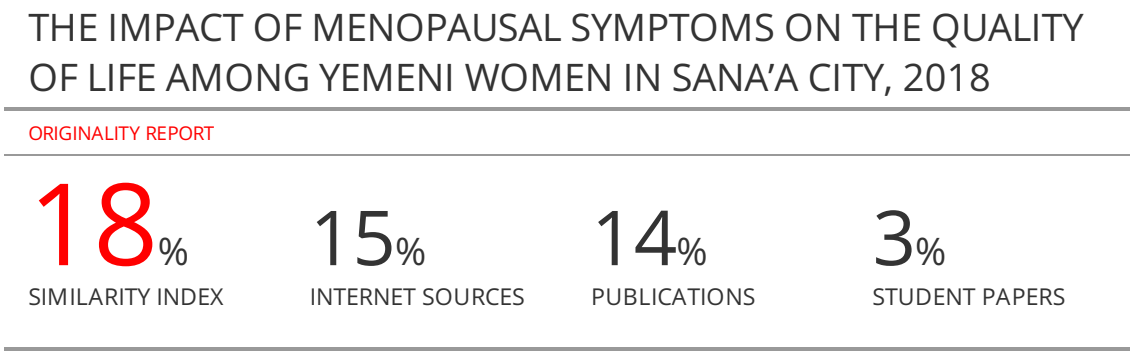 THE IMPACT OF MENOPAUSAL SYMPTOMS ON THE QUALITY
OF LIFE AMONG YEMENI WOMEN IN SANA’A CITY, 2018
ORIGINALITY REPORT
18% 15% 14% 3%
SIMILARITY INDEX INTERNET SOURCES PUBLICATIONS STUDENT PAPERS